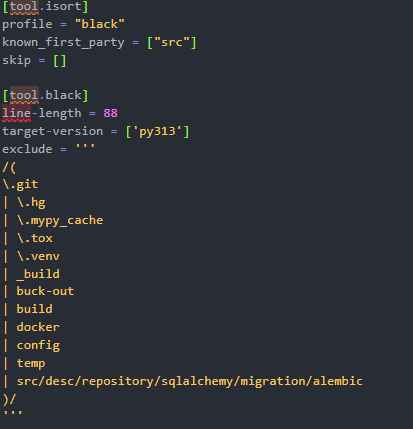 [tool.isort]
profile = "black"
known_first_party = ["src"]
skip = []

[tool.black]
line-length = 88
target-version = ['py313']
exclude = '''
/(
\.git
| \.hg
| \.mypy_cache
| \.tox
| \.venv
| _build
| buck-out
| build
| docker
| config
| temp
| src/desc/repository/sqlalchemy/migration/alembic
)/
'''